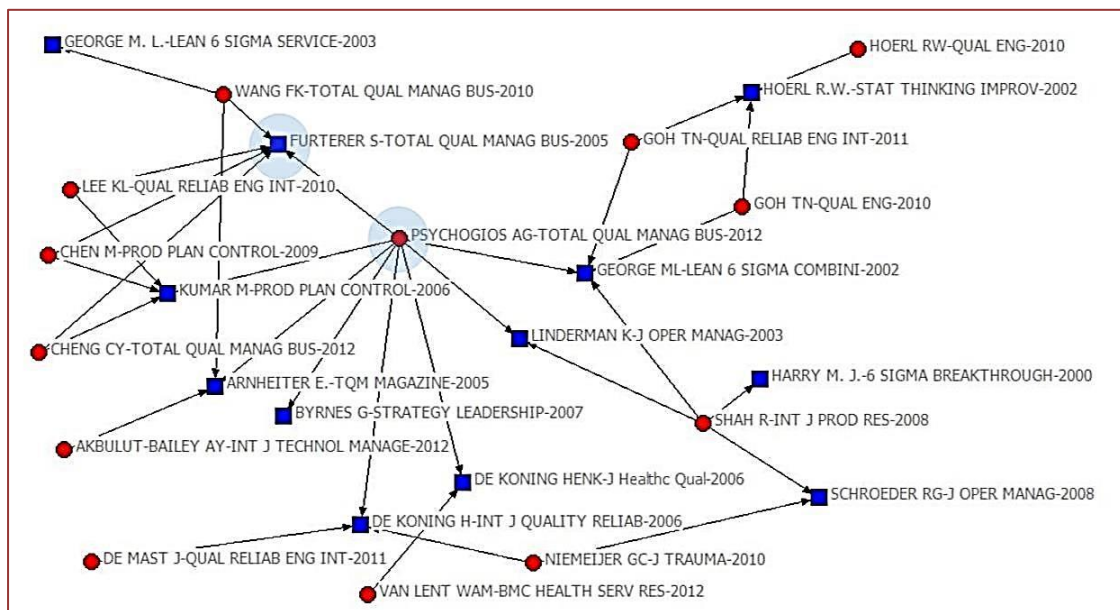 GEORGE M. L.-LEAN 6 SIGMA SERVICE-2003
HOERL RW-QUAL ENG-2010
WANG FK-TOTAL QUAL MANAG BUS-2010
HOERL R.W.-STAT THINKING IMPROV-2002
FURTERER S-TOTAL QUAL MANAG BUS-2005
GOH TN-QUAL RELIAB ENG INT-2011
LEE KL-QUAL RELIAB ENG INT-2010
GOH TN-QUAL ENG-2010
PSYCHOGIOS AG-TOTAL QUAL MANAG BUS-2012
CHEN M-PROD PLAN CONTROL-2009
GEORGE ML-LEAN 6 SIGMA COMBINI-2002
KUMAR M-PROD PLAN CONTROL-2006
LINDERMAN K-J OPER MANAG-2003
CHENG CY-TOTAL QUAL MANAG BUS-2012
HARRY M. J.-6 SIGMA BREAKTHROUGH-2000
ARNHEITER E.-TQM MAGAZINE-2005
BYRNES G-STRATEGY LEADERSHIP-2007
SHAH R-INT J PROD RES-2008
AKBULUT-BAILEY AY-INT J TECHNOL MANAGE-2012
DE KONING HENK-J Healthc Qual-2006
SCHROEDER RG-J OPER MANAG-2008
DE KONING H-INT J QUALITY RELIAB-2006
DE MAST J-QUAL RELIAB ENG INT-2011
NIEMEIJER GC-J TRAUMA-2010
VAN LENT WAM-BMC HEALTH SERV RES-2012